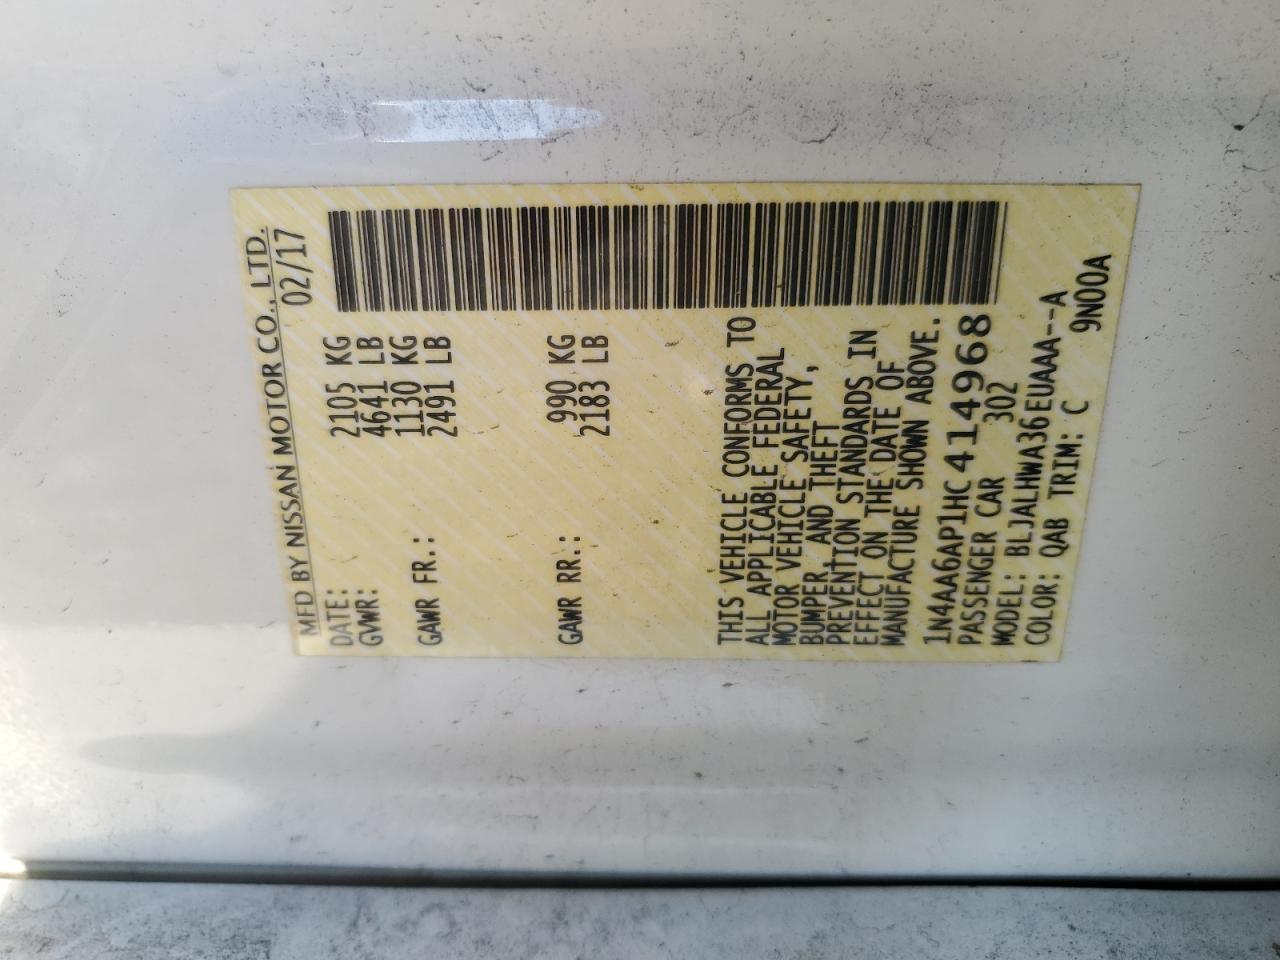 MFD BY NISSAN MOTOR CO., LTD.
DATE: 02/17
GVWR: 2105 KG
4641 LB
GAWR FR.: 1130 KG
2491 LB
GAWR RR.: 990 KG
2183 LB
THIS VEHICLE CONFORMS TO
ALL APPLICABLE FEDERAL
MOTOR VEHICLE SAFETY,
BUMPER, AND THEFT
PREVENTION STANDARDS IN
EFFECT ON THE DATE OF
MANUFACTURE SHOWN ABOVE.
1N4AA6AP1HC414968
PASSENGER CAR 302
MODEL: BLJALHWA36EUAAA--A
COLOR: QAB TRIM: C 9N00A